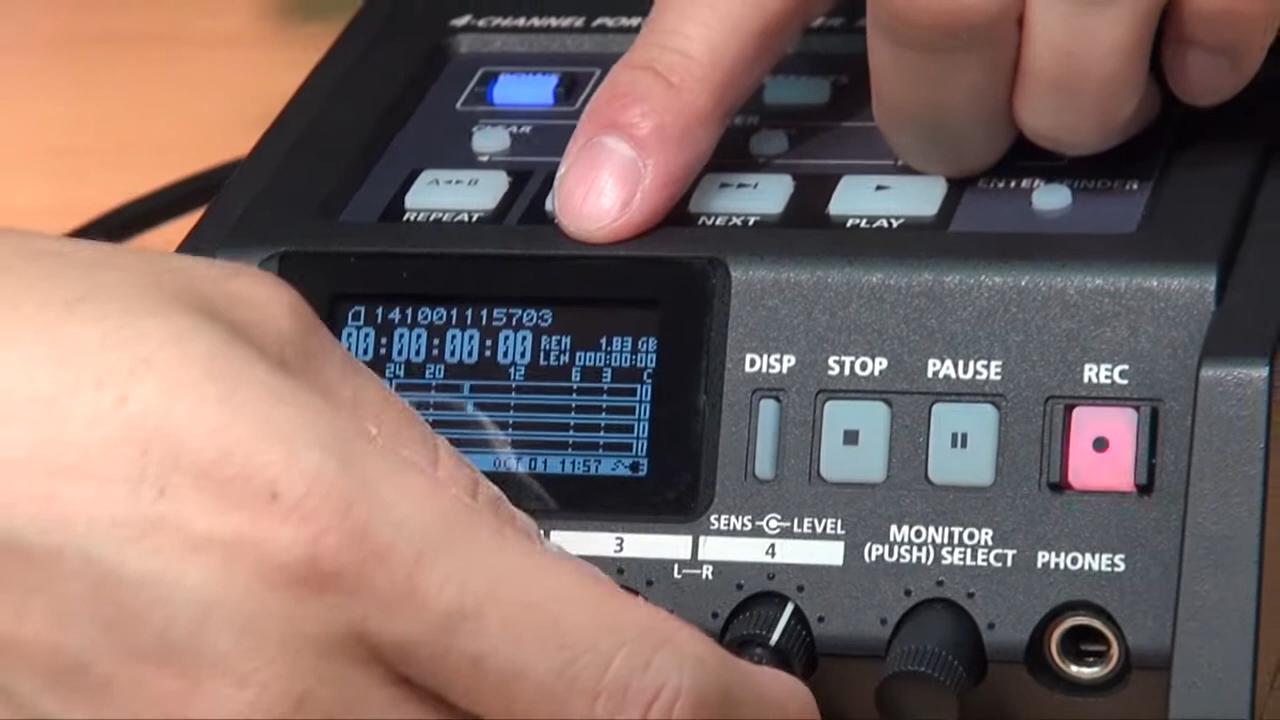 4-CHANNEL
CLEAR
A◄►B
REPEAT
NEXT
PLAY
ENTER/FINDER
141001115703
00:00:00:00
REM 1.83 GB
LEN 000:00:00
24 20 12 6 3
OCT 01 11:57
DISP
STOP
PAUSE
REC
SENS LEVEL
3
4
L—R
MONITOR
(PUSH) SELECT
PHONES